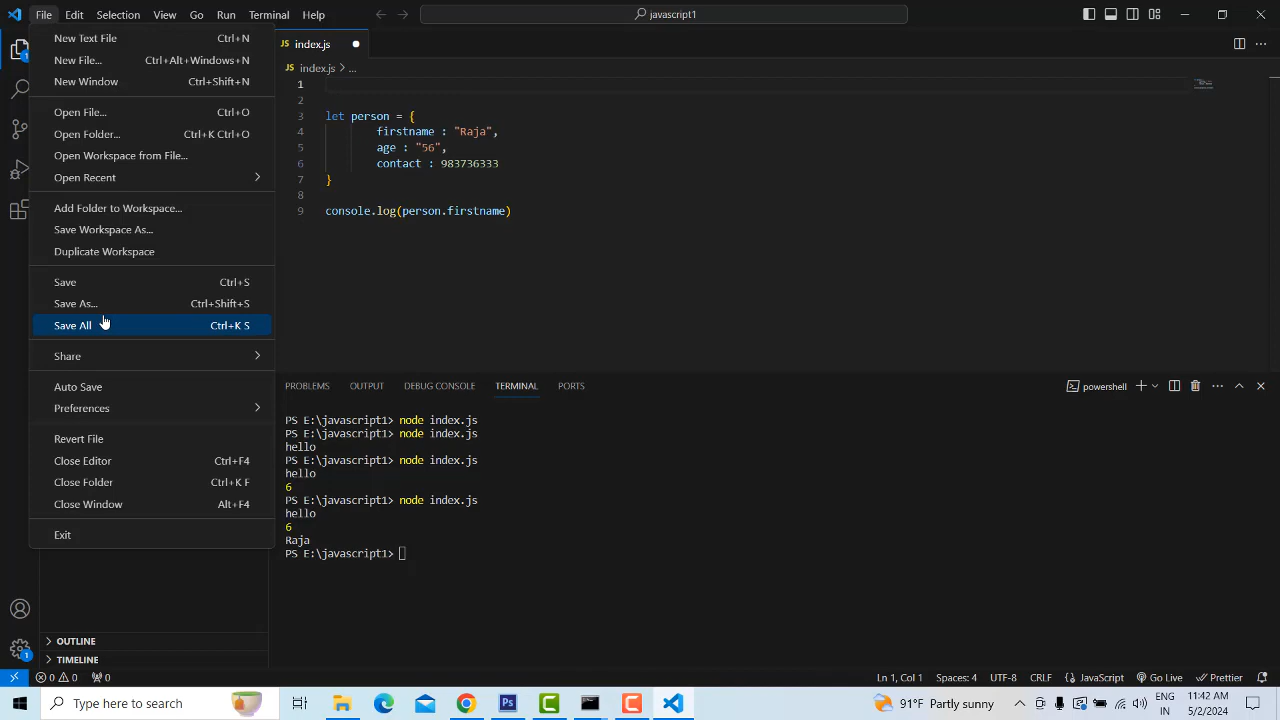 File Edit Selection View Go Run Terminal Help
javascript1
New Text File Ctrl+N
New File... Ctrl+Alt+Windows+N
New Window Ctrl+Shift+N
Open File... Ctrl+O
Open Folder... Ctrl+K Ctrl+O
Open Workspace from File...
Open Recent
Add Folder to Workspace...
Save Workspace As...
Duplicate Workspace
Save Ctrl+S
Save As... Ctrl+Shift+S
Save All Ctrl+K S
Share
Auto Save
Preferences
Revert File
Close Editor Ctrl+F4
Close Folder Ctrl+K F
Close Window Alt+F4
Exit
OUTLINE
TIMELINE
JS index.js
JS index.js > ...
1
2
3 let person = {
4 firstname : "Raja",
5 age : "56",
6 contact : 983736333
7 }
8
9 console.log(person.firstname)
PROBLEMS OUTPUT DEBUG CONSOLE TERMINAL PORTS
powershell
PS E:\javascript1> node index.js
PS E:\javascript1> node index.js
hello
PS E:\javascript1> node index.js
hello
6
PS E:\javascript1> node index.js
hello
6
Raja
PS E:\javascript1>
1
1
0 0 0
Ln 1, Col 1 Spaces: 4 UTF-8 CRLF JavaScript Go Live Prettier
Type here to search
Ps
91°F Partly sunny
ENG
IN
11:42 AM
5/2/2024